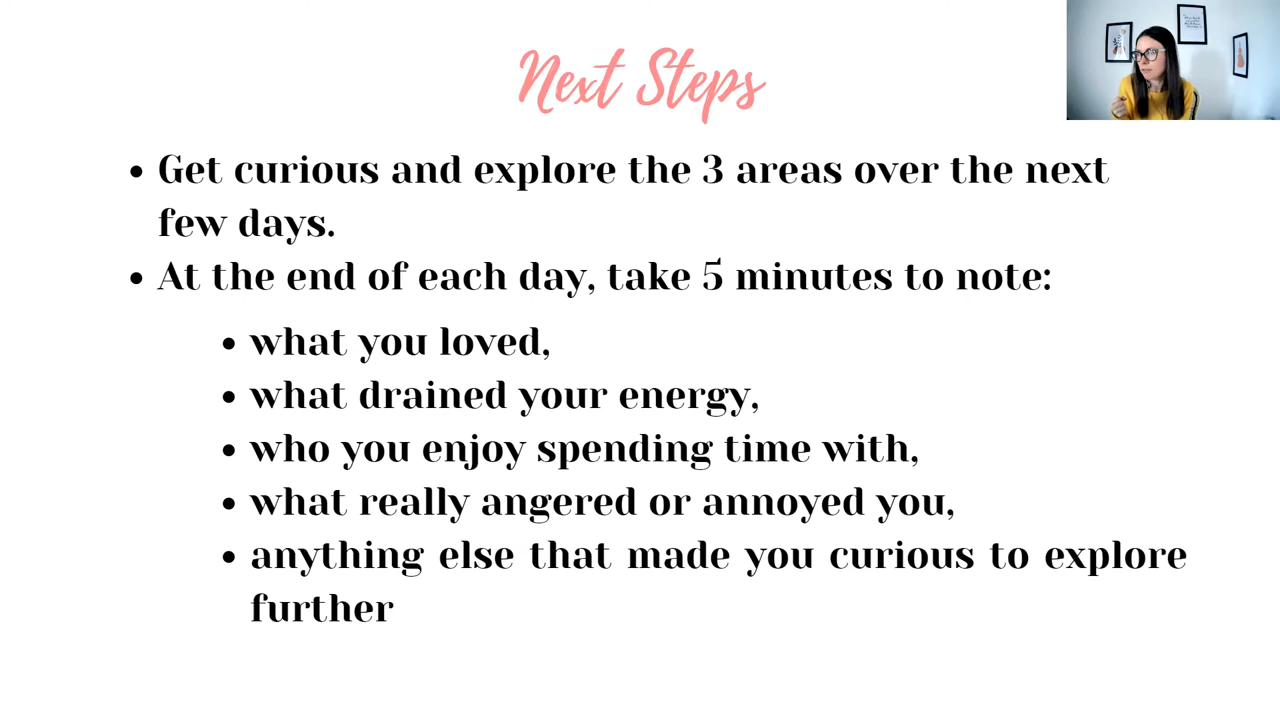 Next Steps
• Get curious and explore the 3 areas over the next
few days.
• At the end of each day, take 5 minutes to note:
• what you loved,
• what drained your energy,
• who you enjoy spending time with,
• what really angered or annoyed you,
• anything else that made you curious to explore
further